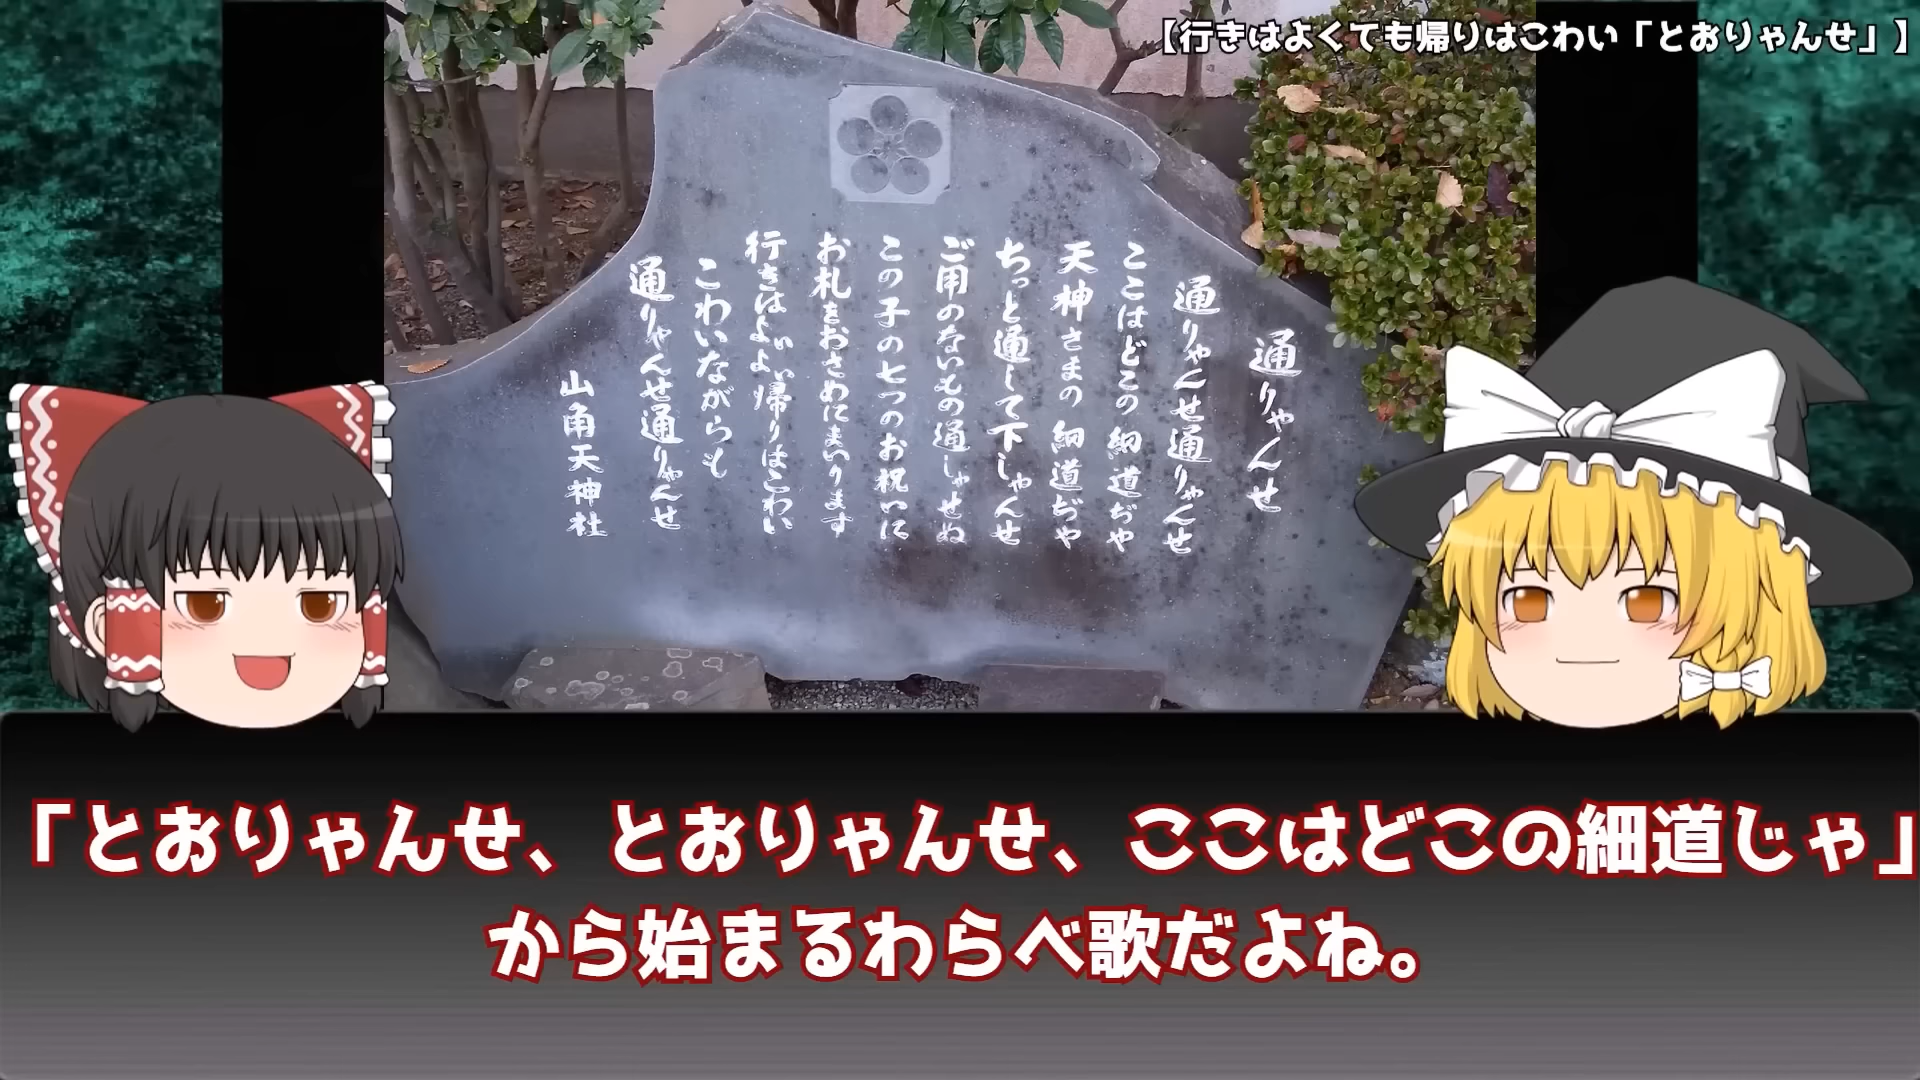 【行きはよくても帰りはこわい「とおりゃんせ」】
通りゃんせ
通りゃんせ通りゃんせ
ここはどこの細道ぢや
天神さまの細道ぢや
ちっと通して下しゃんせ
ご用のないもの通しゃせぬ
この子の七つのお祝いに
お札をおさめにまいります
行きはよいよい帰りはこわい
こわいながらも
通りゃんせ通りゃんせ
山角天神社
「とおりゃんせ、とおりゃんせ、ここはどこの細道じゃ」
から始まるわらべ歌だよね。